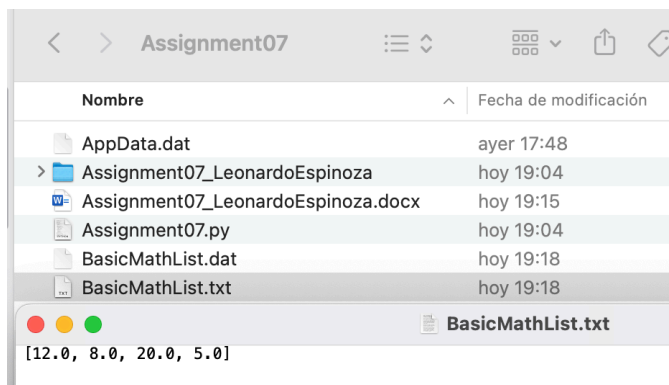 Assignment07
Nombre Fecha de modificación
AppData.dat ayer 17:48
Assignment07_LeonardoEspinoza hoy 19:04
Assignment07_LeonardoEspinoza.docx hoy 19:15
Assignment07.py hoy 19:04
BasicMathList.dat hoy 19:18
BasicMathList.txt hoy 19:18
BasicMathList.txt
[12.0, 8.0, 20.0, 5.0]